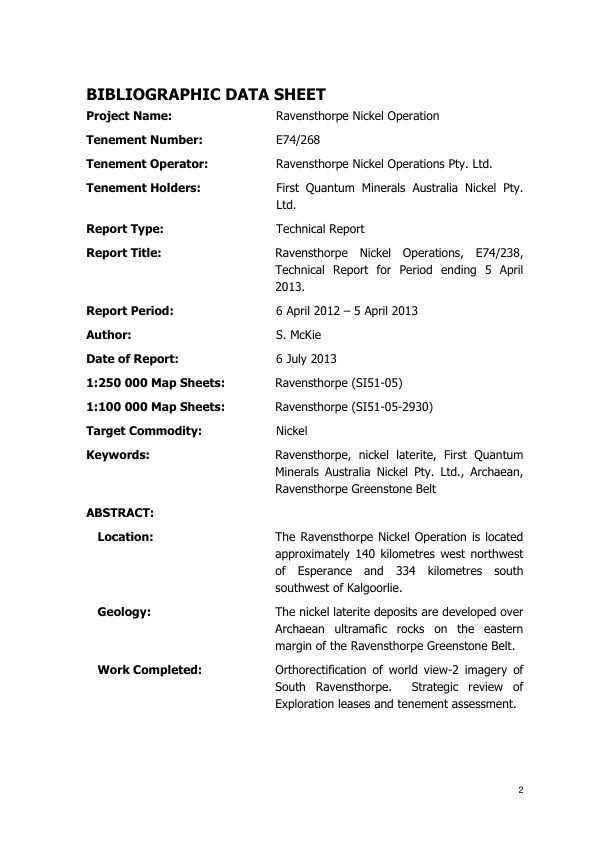 BIBLIOGRAPHIC DATA SHEET
Project Name: Ravensthorpe Nickel Operation
Tenement Number: E74/268
Tenement Operator: Ravensthorpe Nickel Operations Pty. Ltd.
Tenement Holders: First Quantum Minerals Australia Nickel Pty.
Ltd.
Report Type: Technical Report
Report Title: Ravensthorpe Nickel Operations, E74/238,
Technical Report for Period ending 5 April
2013.
Report Period: 6 April 2012 – 5 April 2013
Author: S. McKie
Date of Report: 6 July 2013
1:250 000 Map Sheets: Ravensthorpe (SI51-05)
1:100 000 Map Sheets: Ravensthorpe (SI51-05-2930)
Target Commodity: Nickel
Keywords: Ravensthorpe, nickel laterite, First Quantum
Minerals Australia Nickel Pty. Ltd., Archaean,
Ravensthorpe Greenstone Belt
ABSTRACT:
Location: The Ravensthorpe Nickel Operation is located
approximately 140 kilometres west northwest
of Esperance and 334 kilometres south
southwest of Kalgoorlie.
Geology: The nickel laterite deposits are developed over
Archaean ultramafic rocks on the eastern
margin of the Ravensthorpe Greenstone Belt.
Work Completed: Orthorectification of world view-2 imagery of
South Ravensthorpe. Strategic review of
Exploration leases and tenement assessment.
2